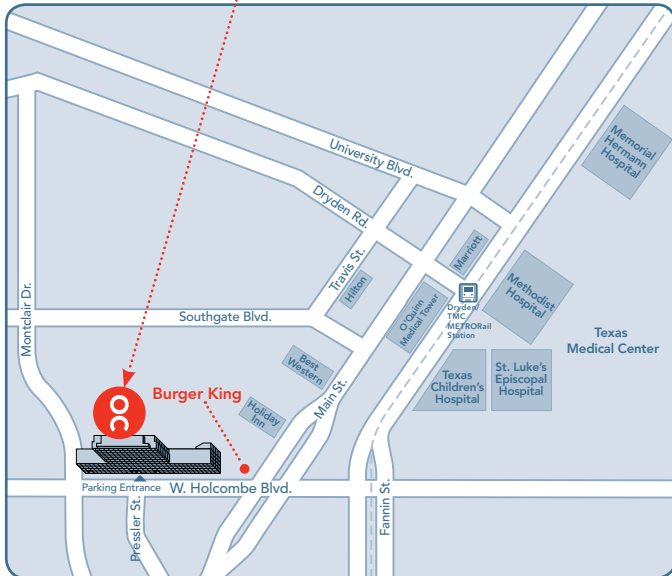 University Blvd.
Memorial
Hermann
Hospital
Dryden Rd.
Travis St.
Marriott
Hilton
Montclair Dr.
Southgate Blvd.
O'Quinn
Medical Tower
Dryden/
TMC
METRORail
Station
Methodist
Hospital
Texas
Medical Center
Best
Western
Main St.
Texas
Children's
Hospital
St. Luke's
Episcopal
Hospital
Burger King
Holiday
Inn
OC
Parking Entrance
W. Holcombe Blvd.
Pressler St.
Fannin St.